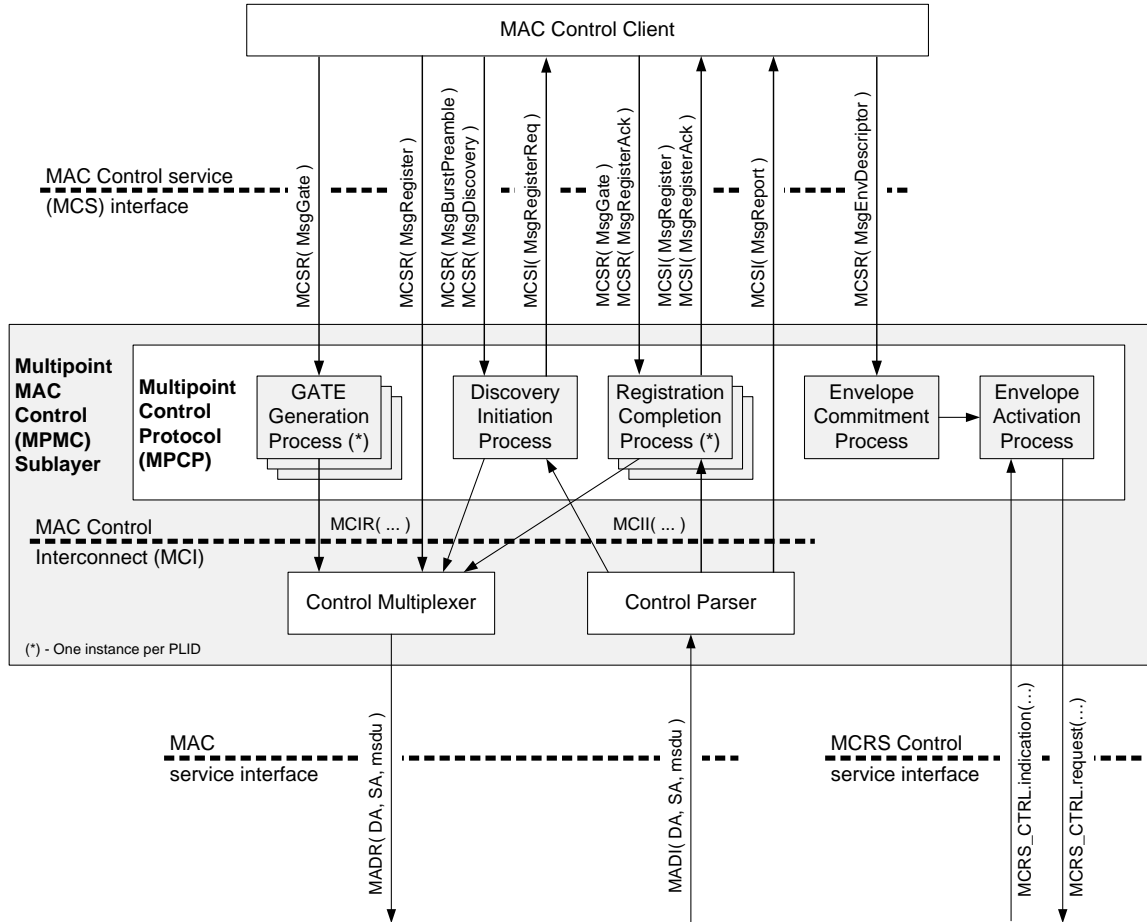 MAC Control Client
MAC Control service
(MCS) interface
MCSR( MsgGate )
MCSR( MsgRegister )
MCSR( MsgBurstPreamble )
MCSR( MsgDiscovery )
MCSI( MsgRegisterReq )
MCSR( MsgGate )
MCSR( MsgRegisterAck )
MCSI( MsgRegister )
MCSI( MsgRegisterAck )
MCSI( MsgReport )
MCSR( MsgEnvDescriptor )
Multipoint
MAC
Control
(MPMC)
Sublayer
Multipoint
Control
Protocol
(MPCP)
GATE
Generation
Process (*)
Discovery
Initiation
Process
Registration
Completion
Process (*)
Envelope
Commitment
Process
Envelope
Activation
Process
MAC Control
Interconnect (MCI)
MCIR( ... )
MCII( ... )
Control Multiplexer
Control Parser
(*) - One instance per PLID
MAC
service interface
MADR( DA, SA, msdu )
MADI( DA, SA, msdu )
MCRS Control
service interface
MCRS_CTRL.indication(...)
MCRS_CTRL.request(...)